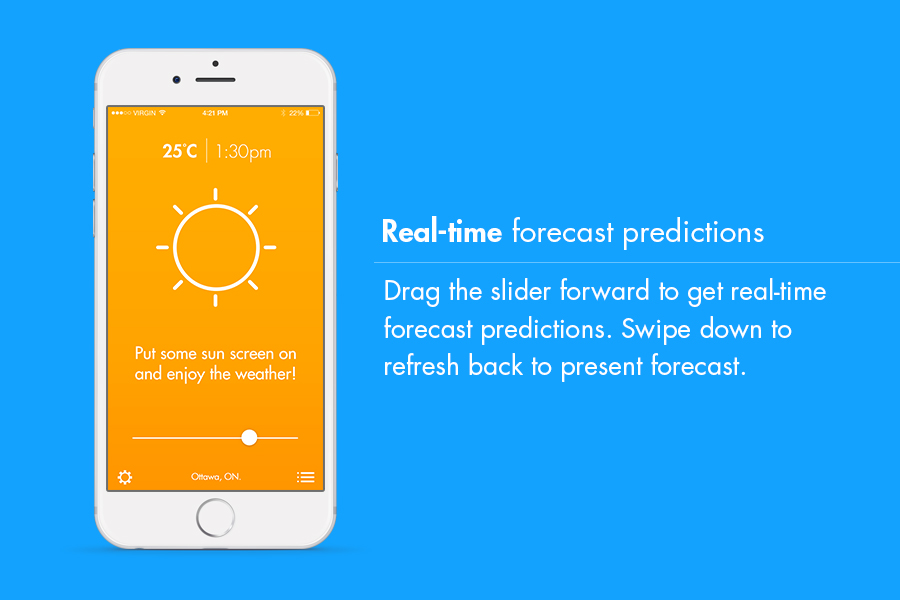 VIRGIN 4:21 PM 22%
25°C 1:30pm
Put some sun screen on
and enjoy the weather!
Ottawa, ON.
Real-time forecast predictions
Drag the slider forward to get real-time
forecast predictions. Swipe down to
refresh back to present forecast.